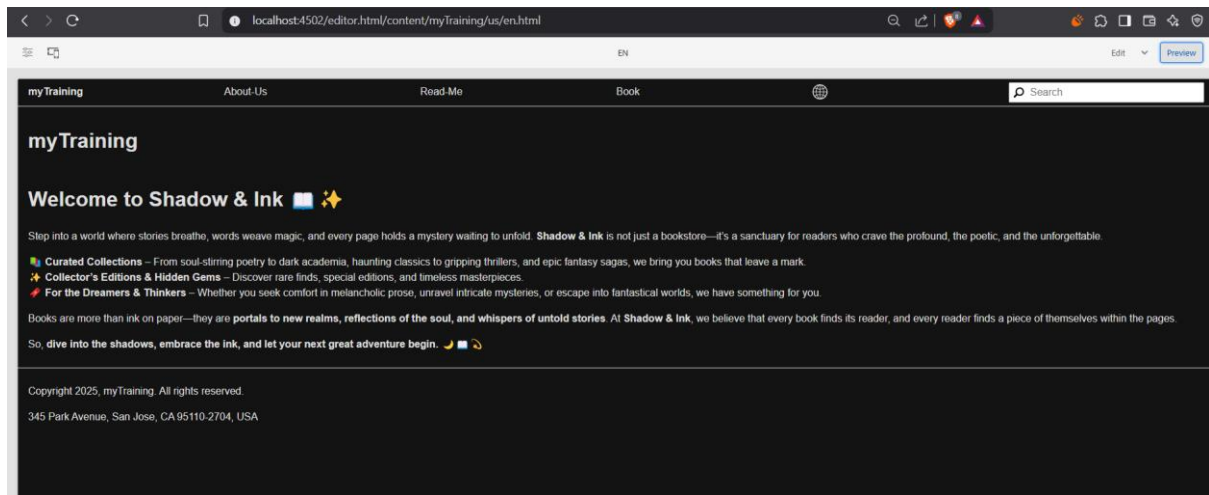 localhost:4502/editor.html/content/myTraining/us/en.html
EN
Edit
Preview
myTraining
About-Us
Read-Me
Book
Search
myTraining
Welcome to Shadow & Ink 📖 ✨
Step into a world where stories breathe, words weave magic, and every page holds a mystery waiting to unfold. Shadow & Ink is not just a bookstore—it's a sanctuary for readers who crave the profound, the poetic, and the unforgettable.
📚 Curated Collections – From soul-stirring poetry to dark academia, haunting classics to gripping thrillers, and epic fantasy sagas, we bring you books that leave a mark.
✨ Collector's Editions & Hidden Gems – Discover rare finds, special editions, and timeless masterpieces.
🖋 For the Dreamers & Thinkers – Whether you seek comfort in melancholic prose, unravel intricate mysteries, or escape into fantastical worlds, we have something for you.
Books are more than ink on paper—they are portals to new realms, reflections of the soul, and whispers of untold stories. At Shadow & Ink, we believe that every book finds its reader, and every reader finds a piece of themselves within the pages.
So, dive into the shadows, embrace the ink, and let your next great adventure begin. 🌙 📖 💫
Copyright 2025, myTraining. All rights reserved.
345 Park Avenue, San Jose, CA 95110-2704, USA